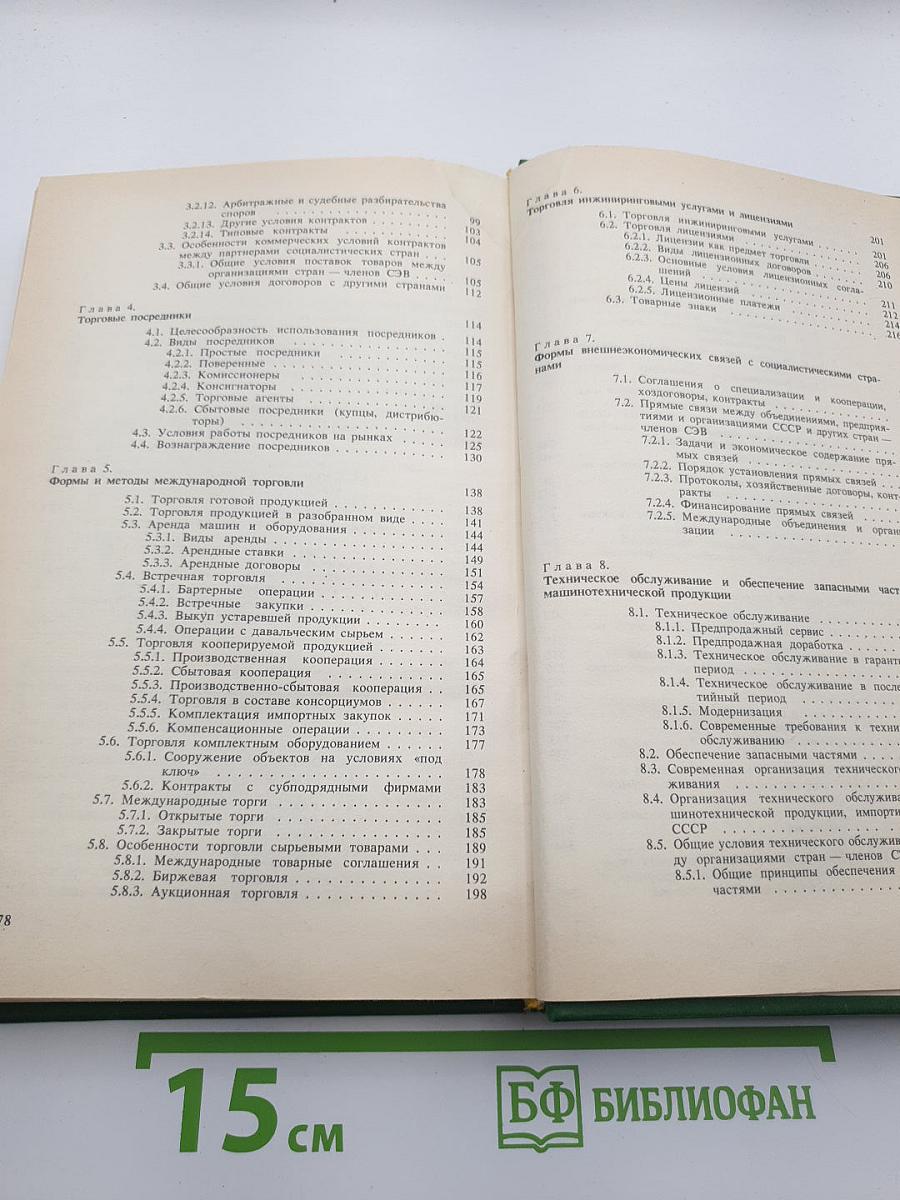 3.2.12. Арбитражные и судебные разбирательства
споров . . . . . . . . . . . . . 99
3.2.13. Другие условия контрактов . . . . . . 103
3.2.14. Типовые контракты . . . . . . . . 104
3.3. Особенности коммерческих условий контрактов
между партнерами социалистических стран . . . 105
3.3.1. Общие условия поставок товаров между
организациями стран — членов СЭВ . . . 105
3.4. Общие условия договоров с другими странами 112
Глава 4.
Торговые посредники 114
4.1. Целесообразность использования посредников . 114
4.2. Виды посредников . . . . . . . . . . 115
4.2.1. Простые посредники . . . . . . . . 115
4.2.2. Поверенные . . . . . . . . . . . 116
4.2.3. Комиссионеры . . . . . . . . . . 117
4.2.4. Консигнаторы . . . . . . . . . . 119
4.2.5. Торговые агенты . . . . . . . . . 121
4.2.6. Сбытовые посредники (купцы, дистрибью-
торы) . . . . . . . . . . . . . 122
4.3. Условия работы посредников на рынках . . . . 125
4.4. Вознаграждение посредников . . . . . . . . 130
Глава 5.
Формы и методы международной торговли 138
5.1. Торговля готовой продукцией . . . . . . . . 138
5.2. Торговля продукцией в разобранном виде . . . 141
5.3. Аренда машин и оборудования . . . . . . . 144
5.3.1. Виды аренды . . . . . . . . . . . 144
5.3.2. Арендные ставки . . . . . . . . . . 149
5.3.3. Арендные договоры . . . . . . . . . 151
5.4. Встречная торговля . . . . . . . . . . . 154
5.4.1. Бартерные операции . . . . . . . . 157
5.4.2. Встречные закупки . . . . . . . . . 158
5.4.3. Выкуп устаревшей продукции . . . . . . 160
5.4.4. Операции с давальческим сырьем . . . . 162
5.5. Торговля кооперируемой продукцией . . . . . 163
5.5.1. Производственная кооперация . . . . . 164
5.5.2. Сбытовая кооперация . . . . . . . . 165
5.5.3. Производственно-сбытовая кооперация . . 165
5.5.4. Торговля в составе консорциумов . . . . 167
5.5.5. Комплектация импортных закупок . . . . 171
5.5.6. Компенсационные операции . . . . . . 173
5.6. Торговля комплектным оборудованием . . . . . 177
5.6.1. Сооружение объектов на условиях «под
ключ» . . . . . . . . . . . . . 178
5.6.2. Контракты с субподрядными фирмами 183
5.7. Международные торги . . . . . . . . . . 183
5.7.1. Открытые торги . . . . . . . . . . 185
5.7.2. Закрытые торги . . . . . . . . . . 185
5.8. Особенности торговли сырьевыми товарами . . . 189
5.8.1. Международные товарные соглашения . . 191
5.8.2. Биржевая торговля . . . . . . . . . 192
5.8.3. Аукционная торговля . . . . . . . . . 198
78
Глава 6.
Торговля инжиниринговыми услугами и лицензиями 201
6.1. Торговля инжиниринговыми услугами . . . . . 201
6.2. Торговля лицензиями . . . . . . . . . . 206
6.2.1. Лицензии как предмет торговли . . . . 206
6.2.2. Виды лицензионных договоров . . . . . 210
6.2.3. Основные условия лицензионных согла-
шений . . . . . . . . . . . . . 211
6.2.4. Цены лицензий . . . . . . . . . . 212
6.2.5. Лицензионные платежи . . . . . . . 214
6.3. Товарные знаки . . . . . . . . . . . . 216
Глава 7.
Формы внешнеэкономических связей с социалистическими стра-
нами
7.1. Соглашения о специализации и кооперации,
хоздоговоры, контракты . . . . . . . .
7.2. Прямые связи между объединениями, предприя-
тиями и организациями СССР и других стран —
членов СЭВ . . . . . . . . . . . .
7.2.1. Задачи и экономическое содержание пря-
мых связей . . . . . . . . . . .
7.2.2. Порядок установления прямых связей . . .
7.2.3. Протоколы, хозяйственные договоры, конт-
ракты . . . . . . . . . . . . .
7.2.4. Финансирование прямых связей . . . .
7.2.5. Международные объединения и органи
зации . . . . . . . . . . . . .
Глава 8.
Техническое обслуживание и обеспечение запасными част
машинотехнической продукции
8.1. Техническое обслуживание . . . . . . .
8.1.1. Предпродажный сервис . . . . . .
8.1.2. Предпродажная доработка . . . . .
8.1.3. Техническое обслуживание в гаранти
период . . . . . . . . . . . .
8.1.4. Техническое обслуживание в после
тийный период . . . . . . . . .
8.1.5. Модернизация . . . . . . . . .
8.1.6. Современные требования к техни
обслуживанию . . . . . . . . .
8.2. Обеспечение запасными частями . . . .
8.3. Современная организация технического
живания . . . . . . . . . . . .
8.4. Организация технического обслужива
шинотехнической продукции, импорти
СССР . . . . . . . . . . . . .
8.5. Общие условия технического обслужив
ду организациями стран — членов С
8.5.1. Общие принципы обеспечения
частями . . . . . . . . . . .
15 см
БФ БИБЛИОФАН